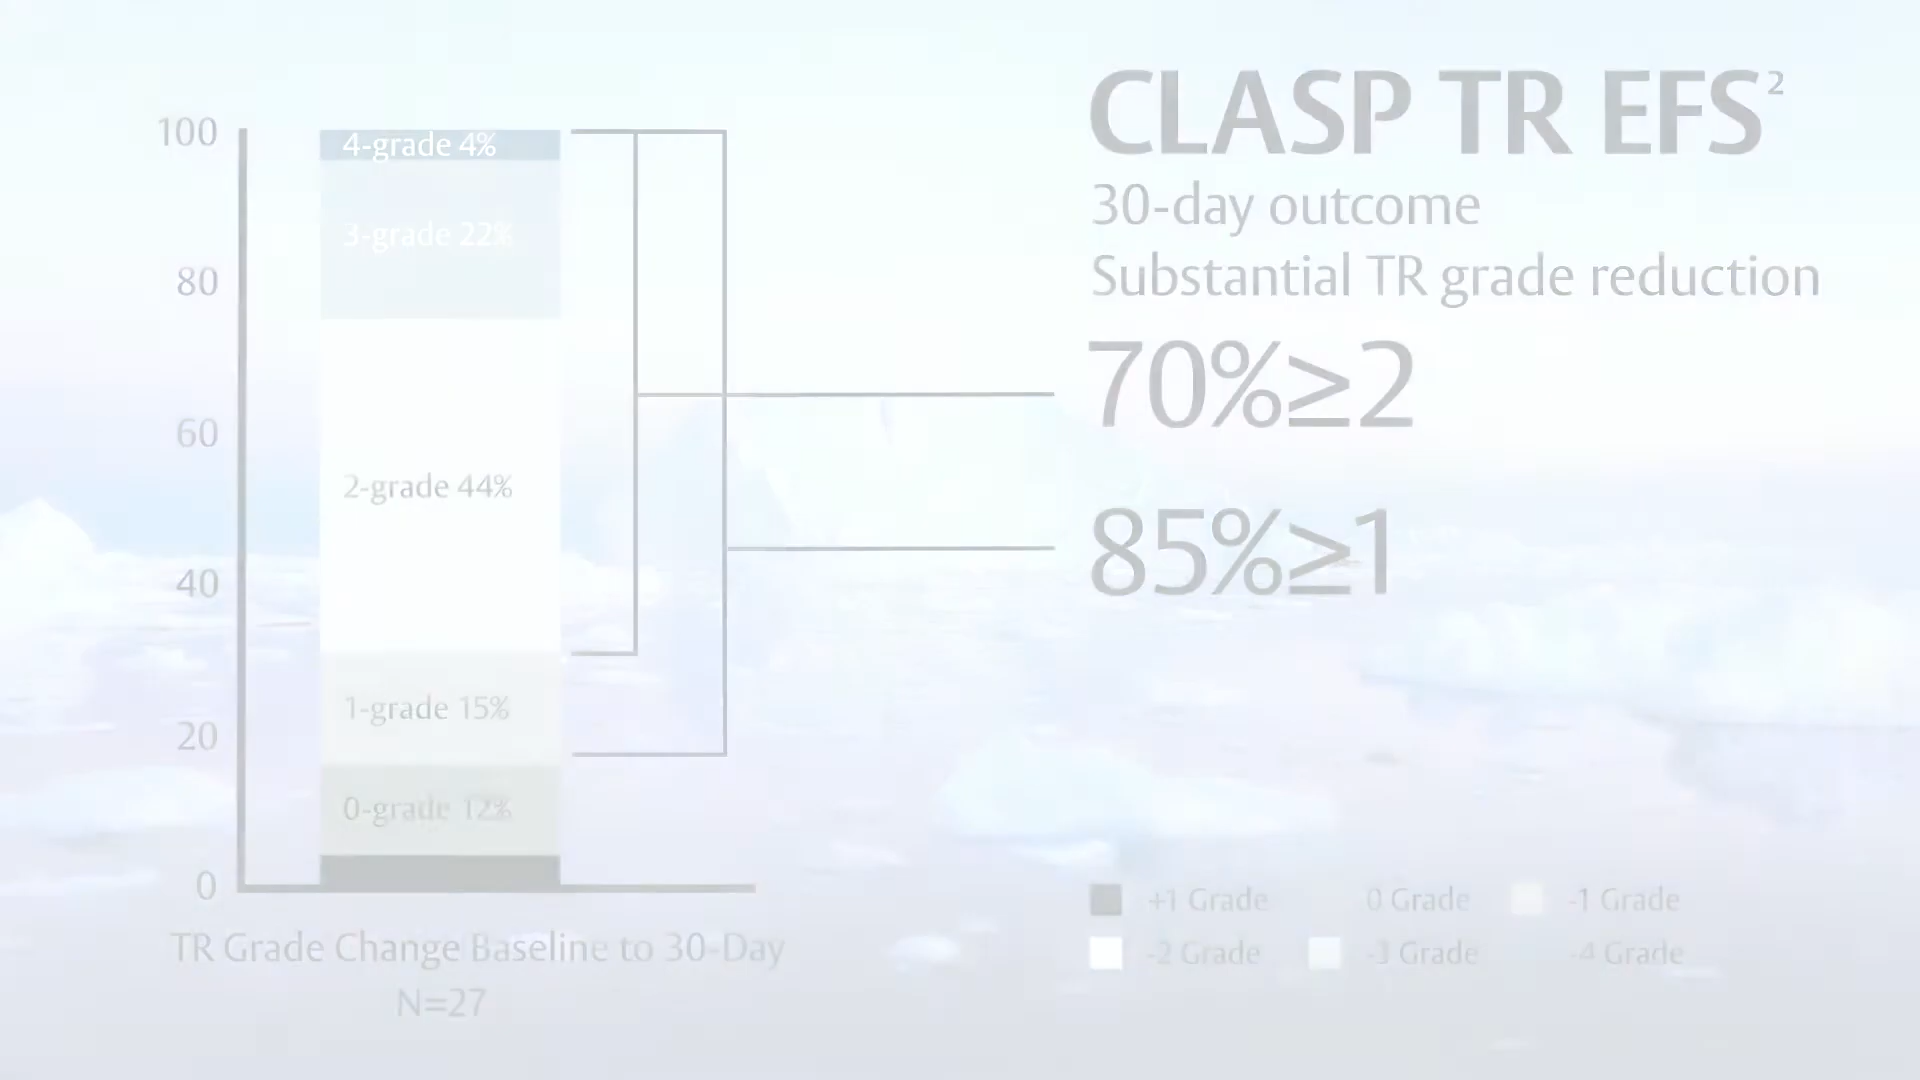 CLASP TR EFS²
30-day outcome
Substantial TR grade reduction
70%≥2
85%≥1
100
80
60
40
20
0
4-grade 4%
3-grade 22%
2-grade 44%
1-grade 15%
0-grade 12%
TR Grade Change Baseline to 30-Day
N=27
+1 Grade 0 Grade -1 Grade
-2 Grade -3 Grade -4 Grade